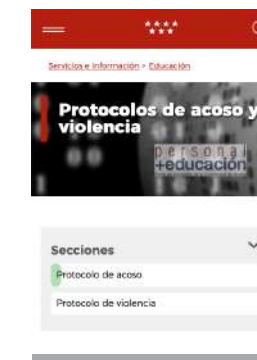 Servicios e Información > Educación
Protocolos de acoso y
violencia
personal
+educación
Secciones
Protocolo de acoso
Protocolo de violencia